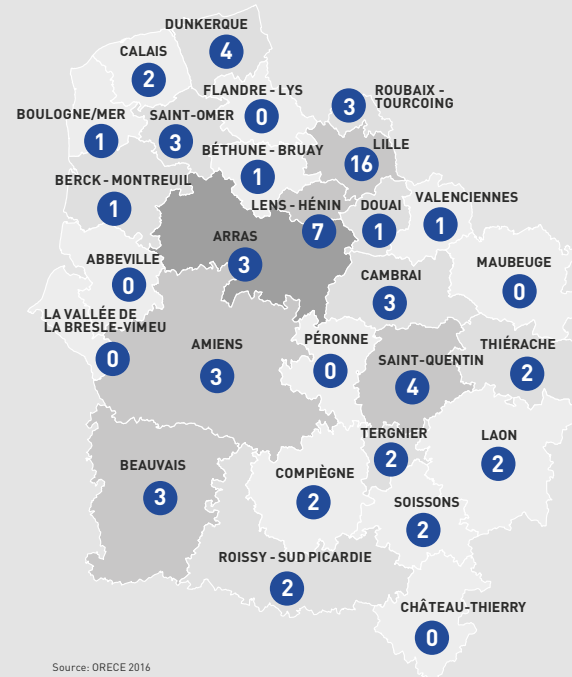 DUNKERQUE
4
CALAIS
2
FLANDRE - LYS
0
ROUBAIX -
TOURCOING
3
BOULOGNE/MER
1
SAINT-OMER
3
BÉTHUNE - BRUAY
1
LILLE
16
BERCK - MONTREUIL
1
LENS - HÉNIN
7
DOUAI
1
VALENCIENNES
1
ARRAS
3
ABBEVILLE
0
CAMBRAI
3
MAUBEUGE
0
LA VALLÉE DE
LA BRESLE-VIMEU
0
AMIENS
3
PÉRONNE
0
SAINT-QUENTIN
4
THIÉRACHE
2
TERGNIER
2
LAON
2
BEAUVAIS
3
COMPIÈGNE
2
SOISSONS
2
ROISSY - SUD PICARDIE
2
CHÂTEAU-THIERRY
0
Source: ORECE 2016